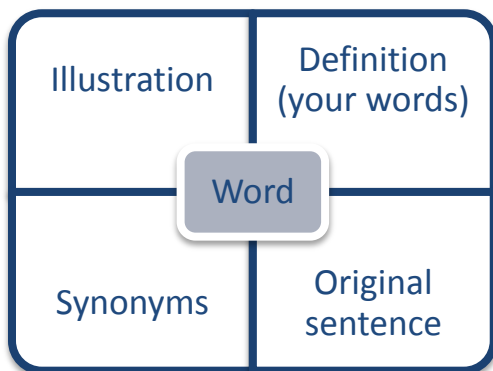 Illustration
Definition
(your words)
Word
Synonyms
Original
sentence